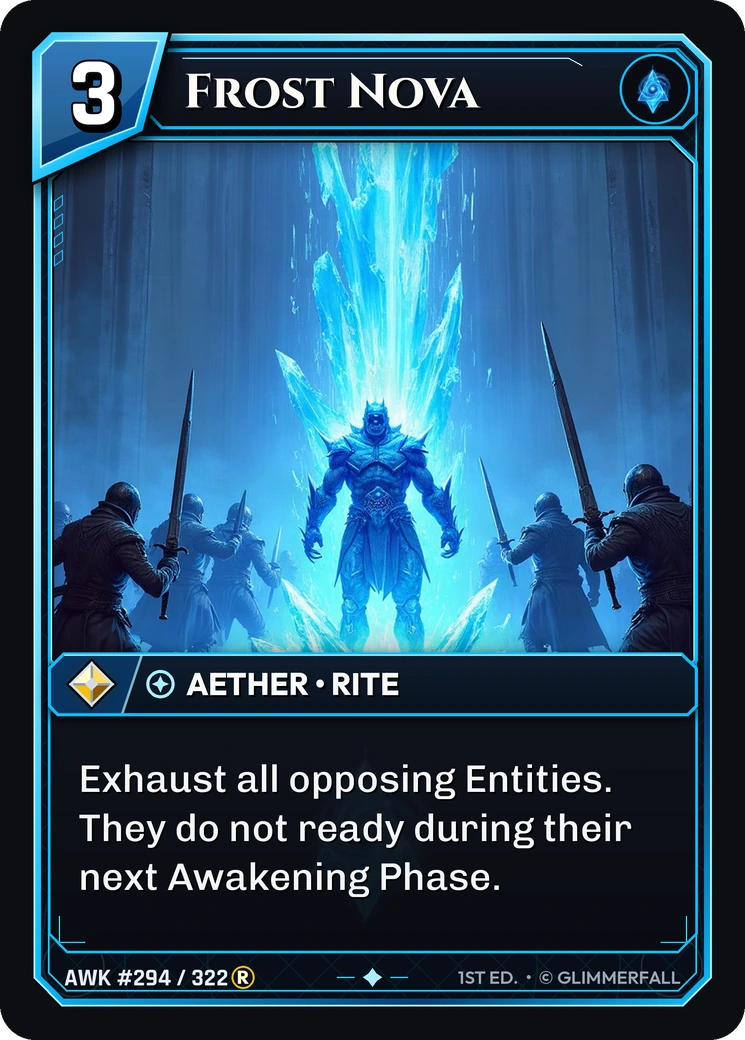 3
FROST NOVA
AETHER • RITE
Exhaust all opposing Entities.
They do not ready during their
next Awakening Phase.
AWK #294 / 322 R
1ST ED. • © GLIMMERFALL